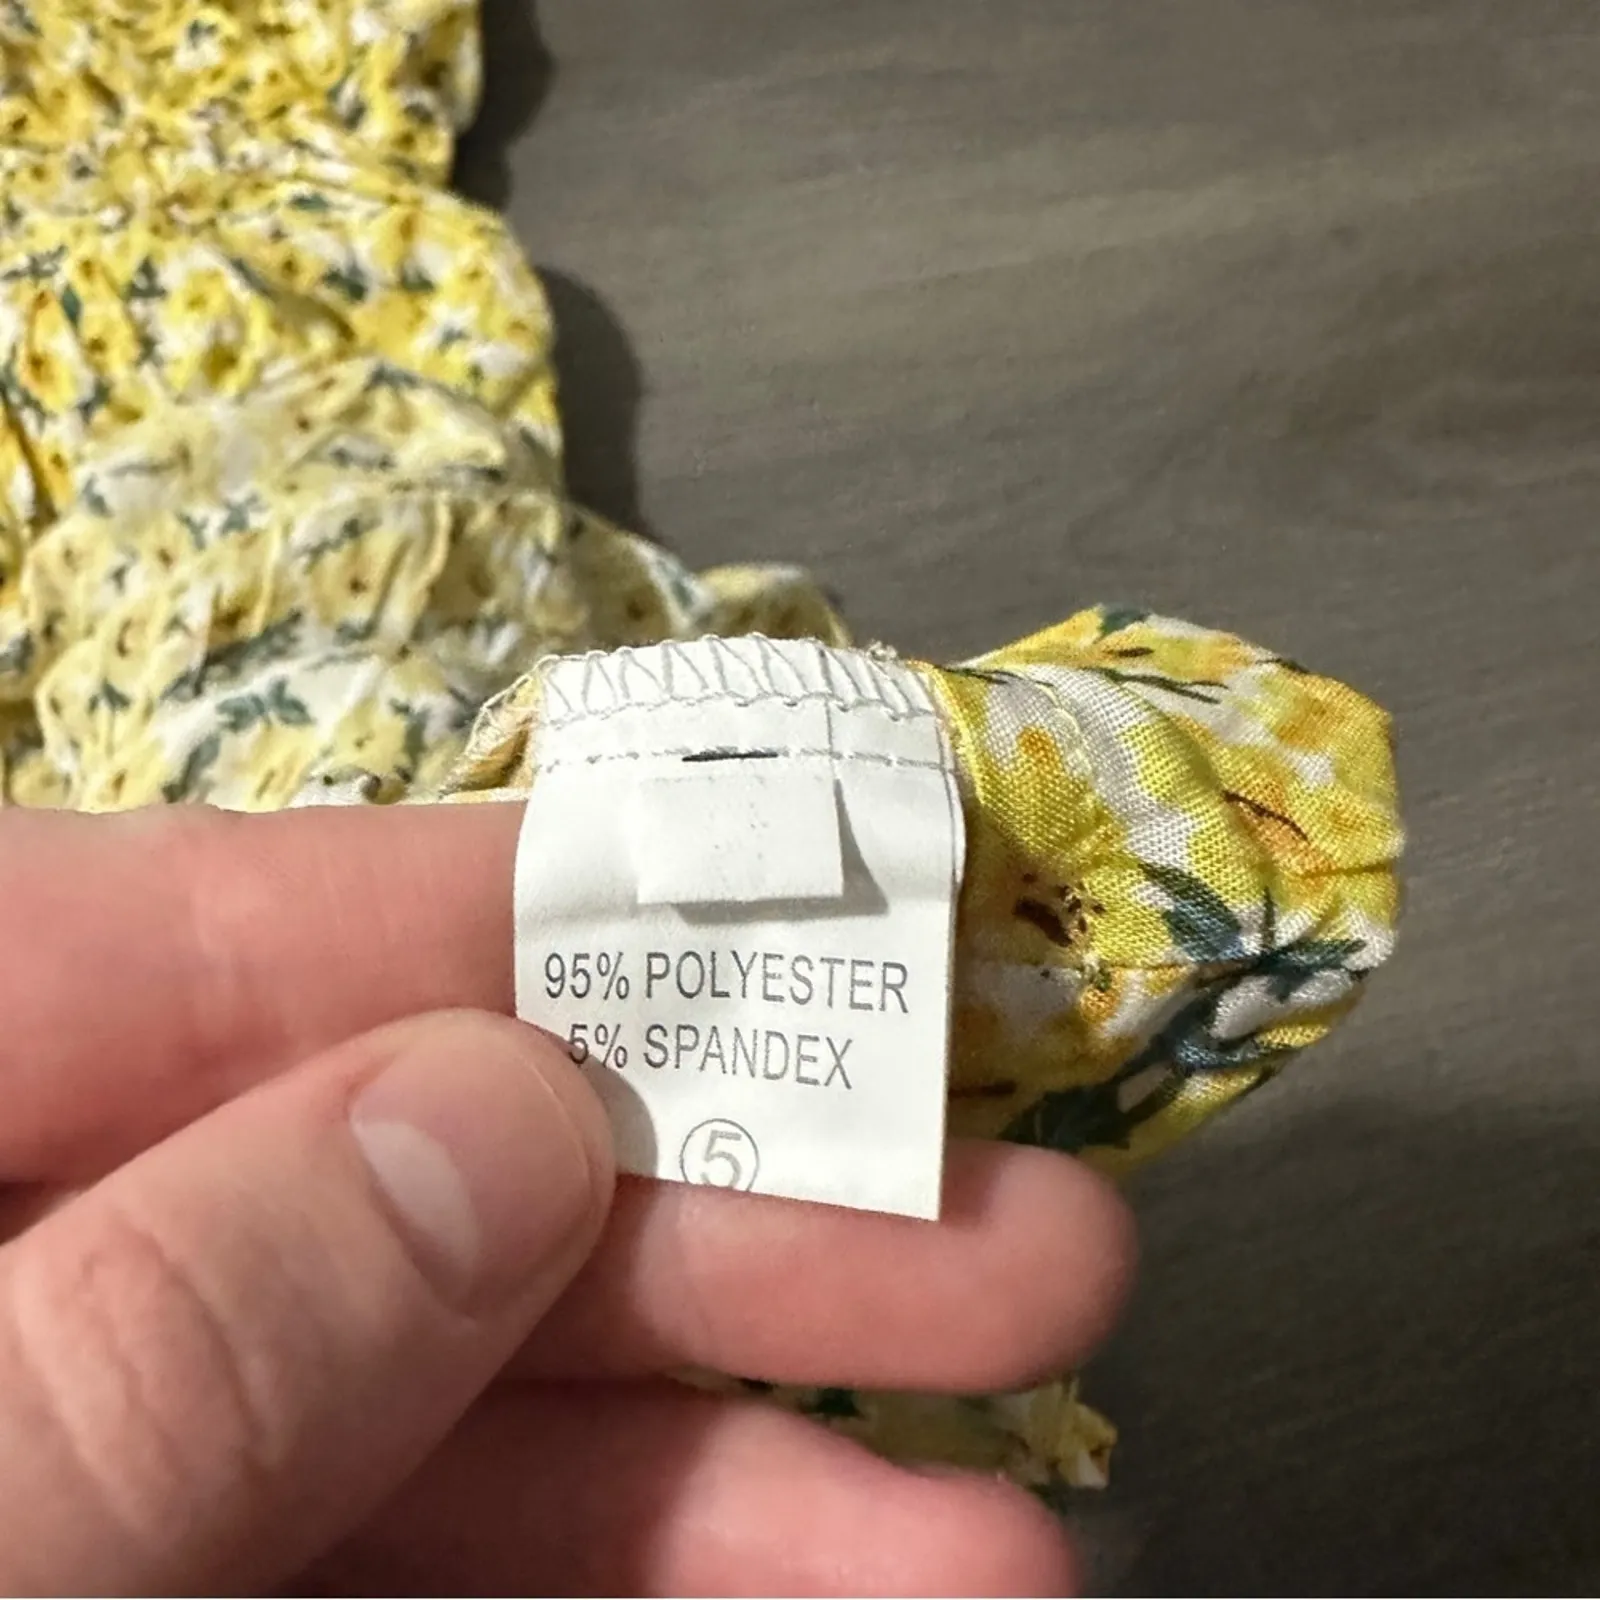 95% POLYESTER
5% SPANDEX
5